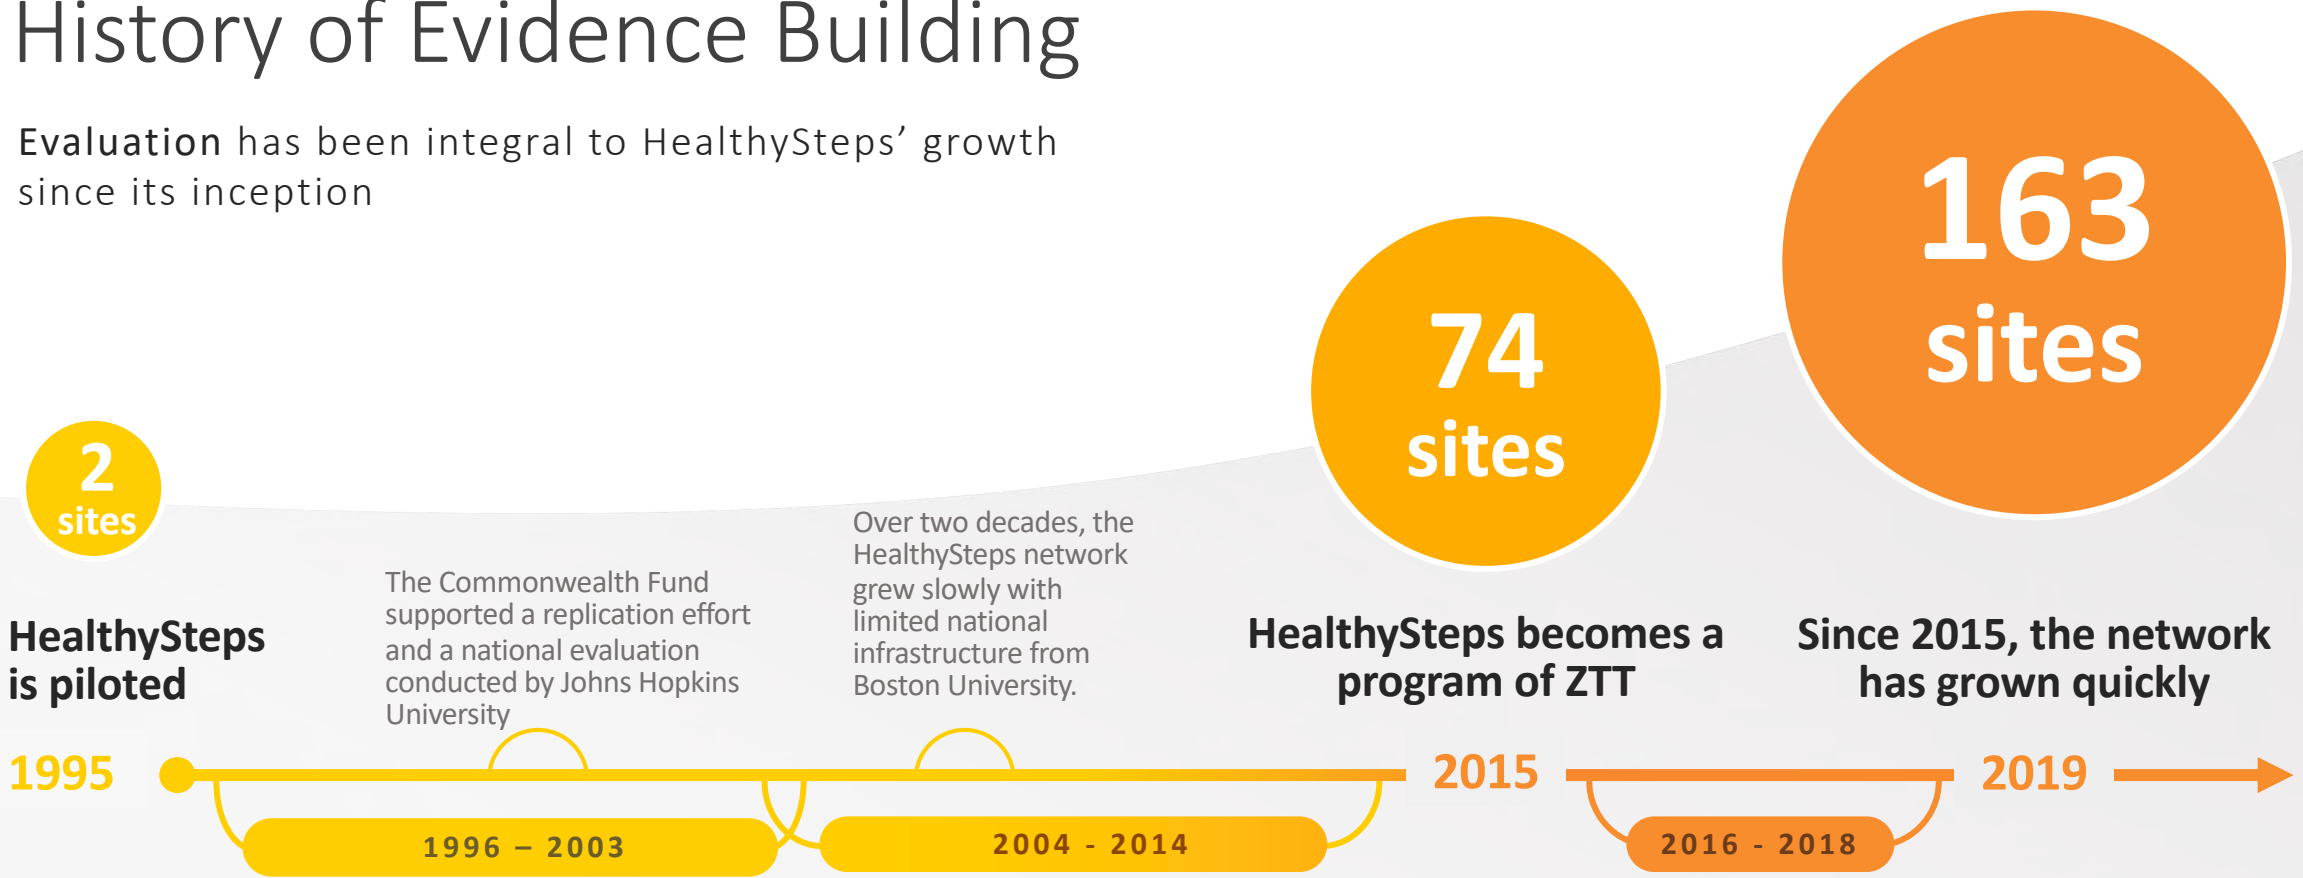 History of Evidence Building
Evaluation has been integral to HealthySteps’ growth
since its inception
2
sites
HealthySteps
is piloted
1995
The Commonwealth Fund
supported a replication effort
and a national evaluation
conducted by Johns Hopkins
University
1996 – 2003
Over two decades, the
HealthySteps network
grew slowly with
limited national
infrastructure from
Boston University.
2004 - 2014
74
sites
HealthySteps becomes a
program of ZTT
2015
2016 - 2018
163
sites
Since 2015, the network
has grown quickly
2019